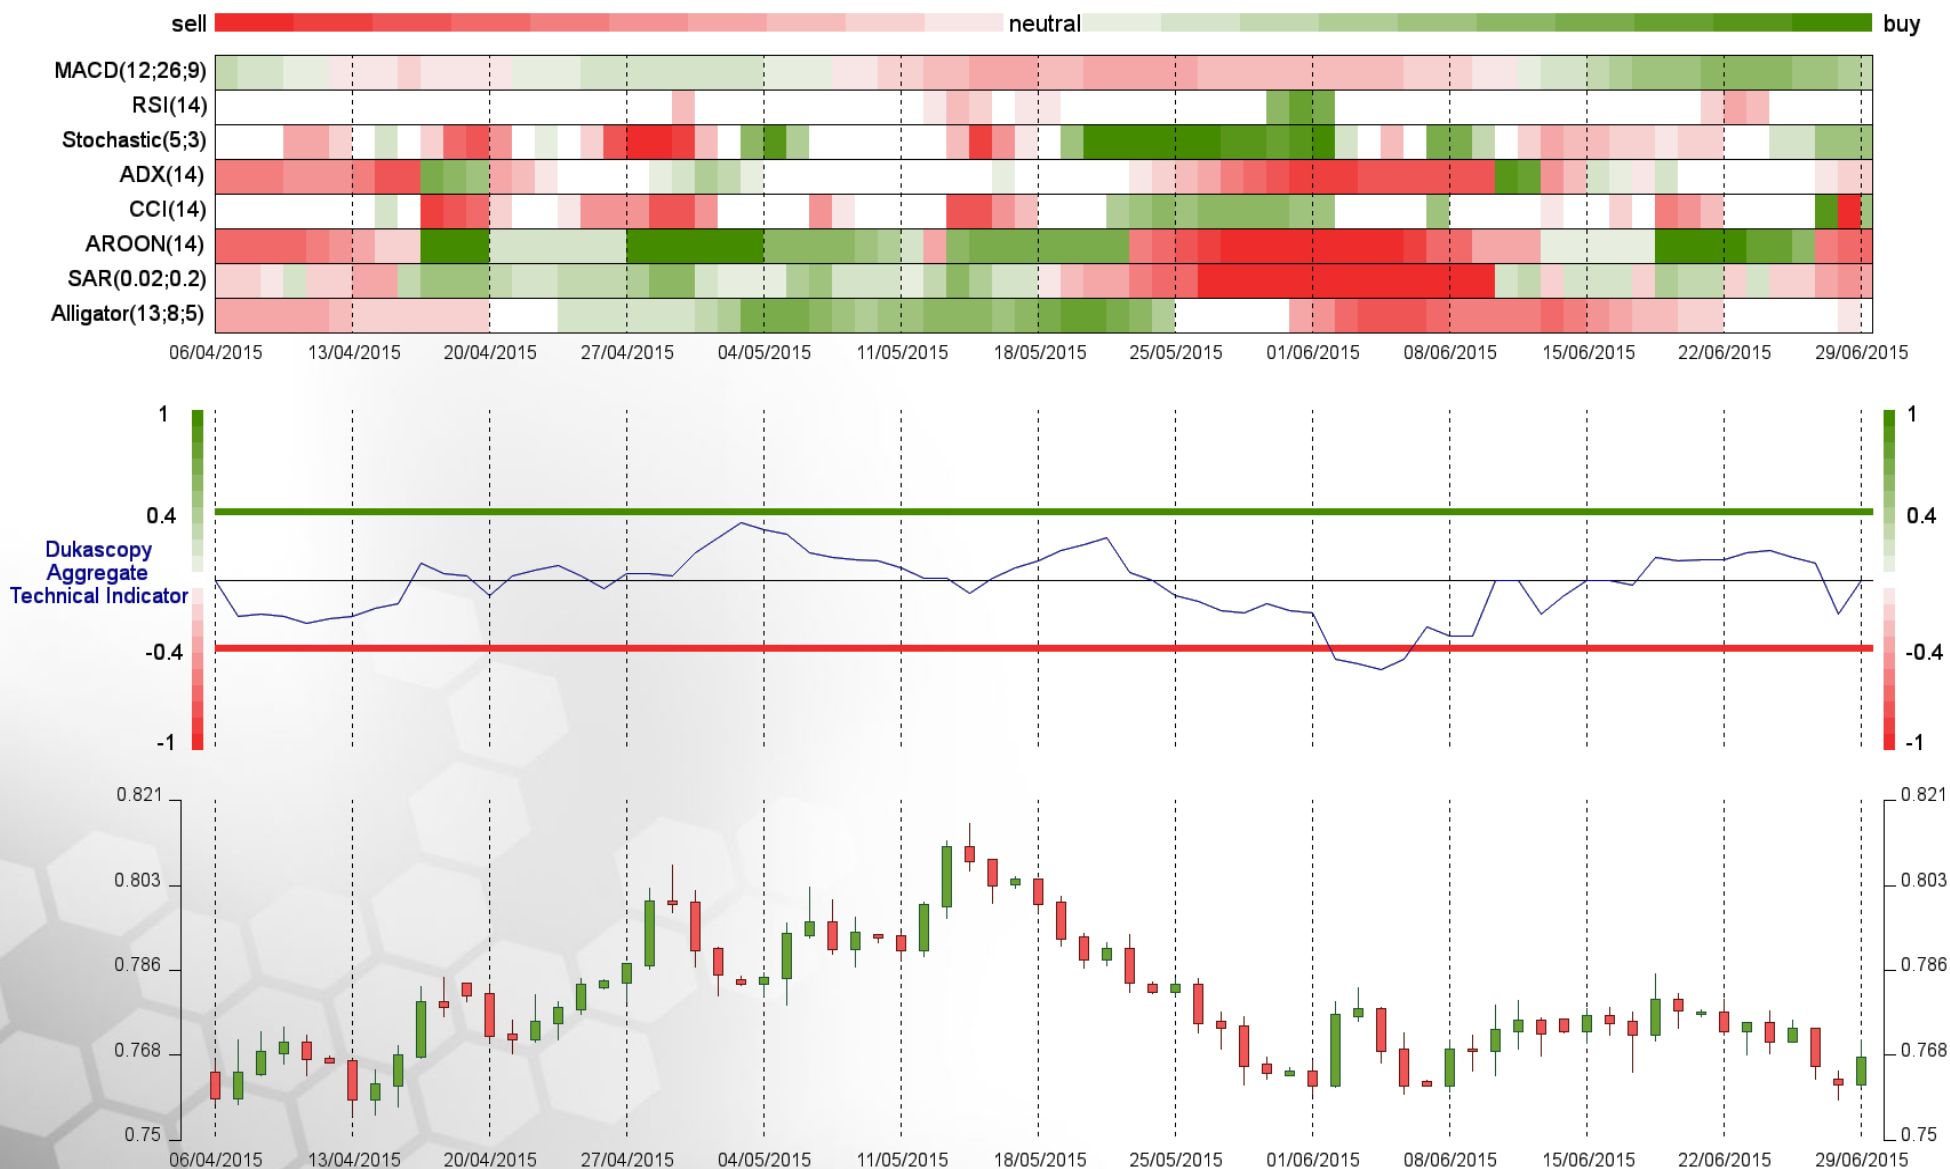 sell neutral buy
MACD(12;26;9)
RSI(14)
Stochastic(5;3)
ADX(14)
CCI(14)
AROON(14)
SAR(0.02;0.2)
Alligator(13;8;5)
06/04/2015 13/04/2015 20/04/2015 27/04/2015 04/05/2015 11/05/2015 18/05/2015 25/05/2015 01/06/2015 08/06/2015 15/06/2015 22/06/2015 29/06/2015
1 1
0.4 0.4
Dukascopy
Aggregate
Technical Indicator
-0.4 -0.4
-1 -1
0.821 0.821
0.803 0.803
0.786 0.786
0.768 0.768
0.75 0.75
06/04/2015 13/04/2015 20/04/2015 27/04/2015 04/05/2015 11/05/2015 18/05/2015 25/05/2015 01/06/2015 08/06/2015 15/06/2015 22/06/2015 29/06/2015